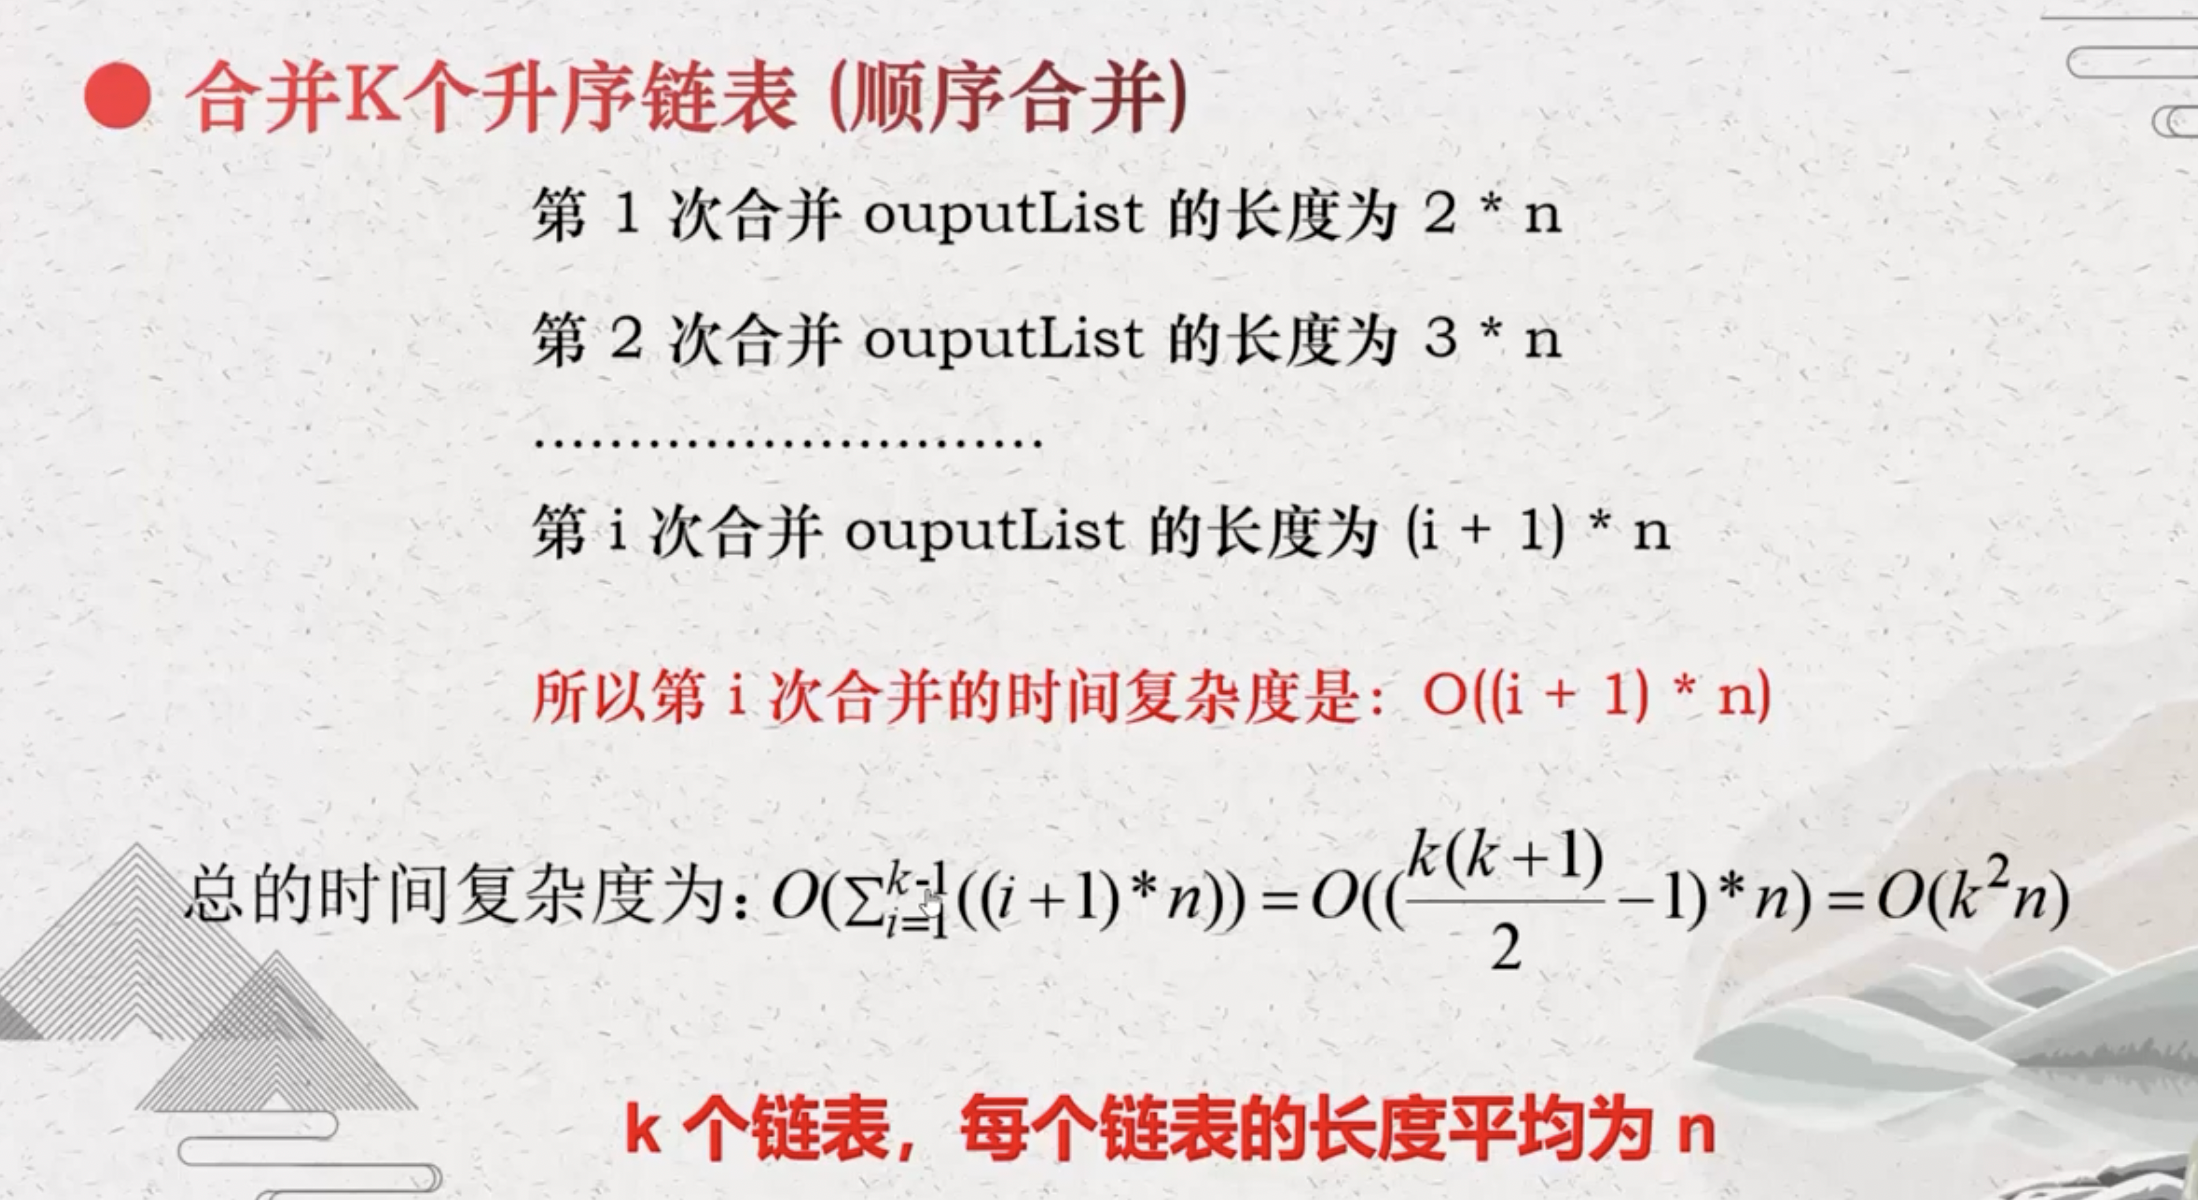 合并K个升序链表 (顺序合并)
第 1 次合并 ouputList 的长度为 2 * n
第 2 次合并 ouputList 的长度为 3 * n
...........................
第 i 次合并 ouputList 的长度为 (i + 1) * n
所以第 i 次合并的时间复杂度是：O((i + 1) * n)
总的时间复杂度为：O(∑_{i=1}^{k-1}((i+1)*n)) = O((\frac{k(k+1)}{2}-1)*n) = O(k^2n)
k 个链表，每个链表的长度平均为 n